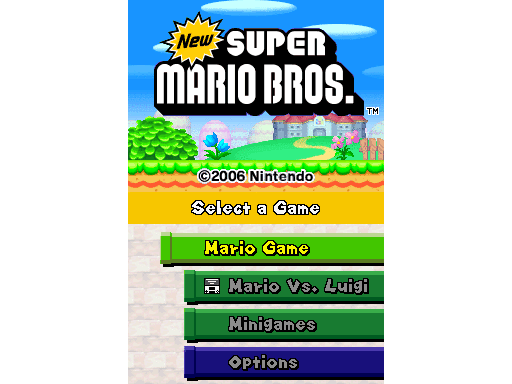 New SUPER
MARIO BROS.™
©2006 Nintendo
Select a Game
Mario Game
Mario Vs. Luigi
Minigames
Options